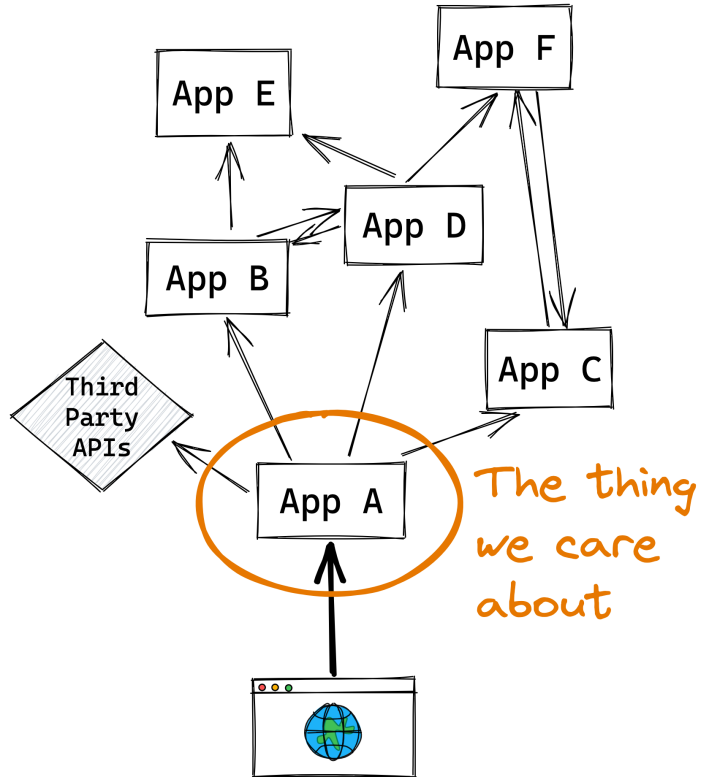 App F
App E
App D
App B
App C
Third
Party
APIs
App A
The thing
we care
about